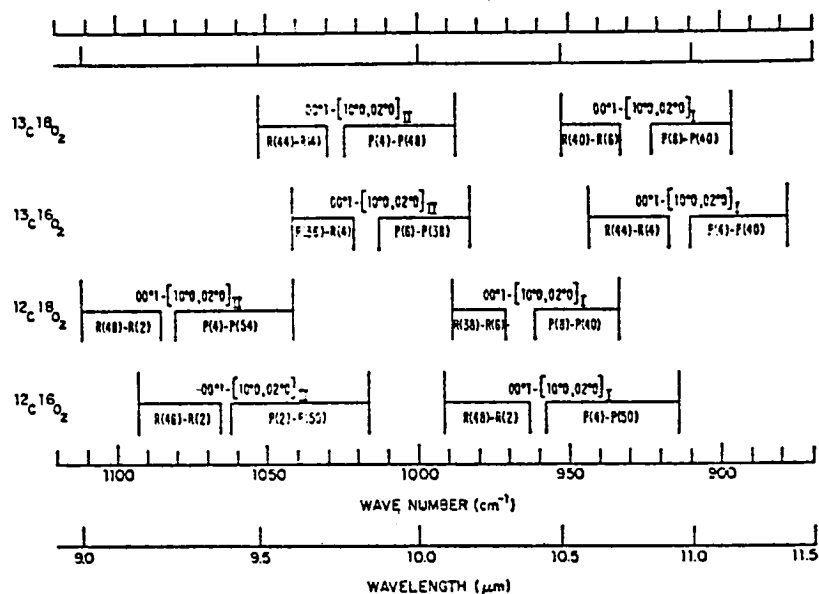 00°1-[10°0,02°0]II 00°1-[10°0,02°0]I
13C18O2 R(44)-R(4) P(4)-P(48) R(40)-R(6) P(8)-P(40)
00°1-[10°0,02°0]II 00°1-[10°0,02°0]I
13C16O2 R(36)-R(4) P(6)-P(38) R(44)-R(4) P(4)-P(40)
00°1-[10°0,02°0]II 00°1-[10°0,02°0]I
12C18O2 R(48)-R(2) P(4)-P(54) R(38)-R(6) P(8)-P(40)
00°1-[10°0,02°0]II 00°1-[10°0,02°0]I
12C16O2 R(46)-R(2) P(2)-P(50) R(48)-R(2) P(4)-P(50)
1100 1050 1000 950 900
WAVE NUMBER (cm⁻¹)
9.0 9.5 10.0 10.5 11.0 11.5
WAVELENGTH (μm)